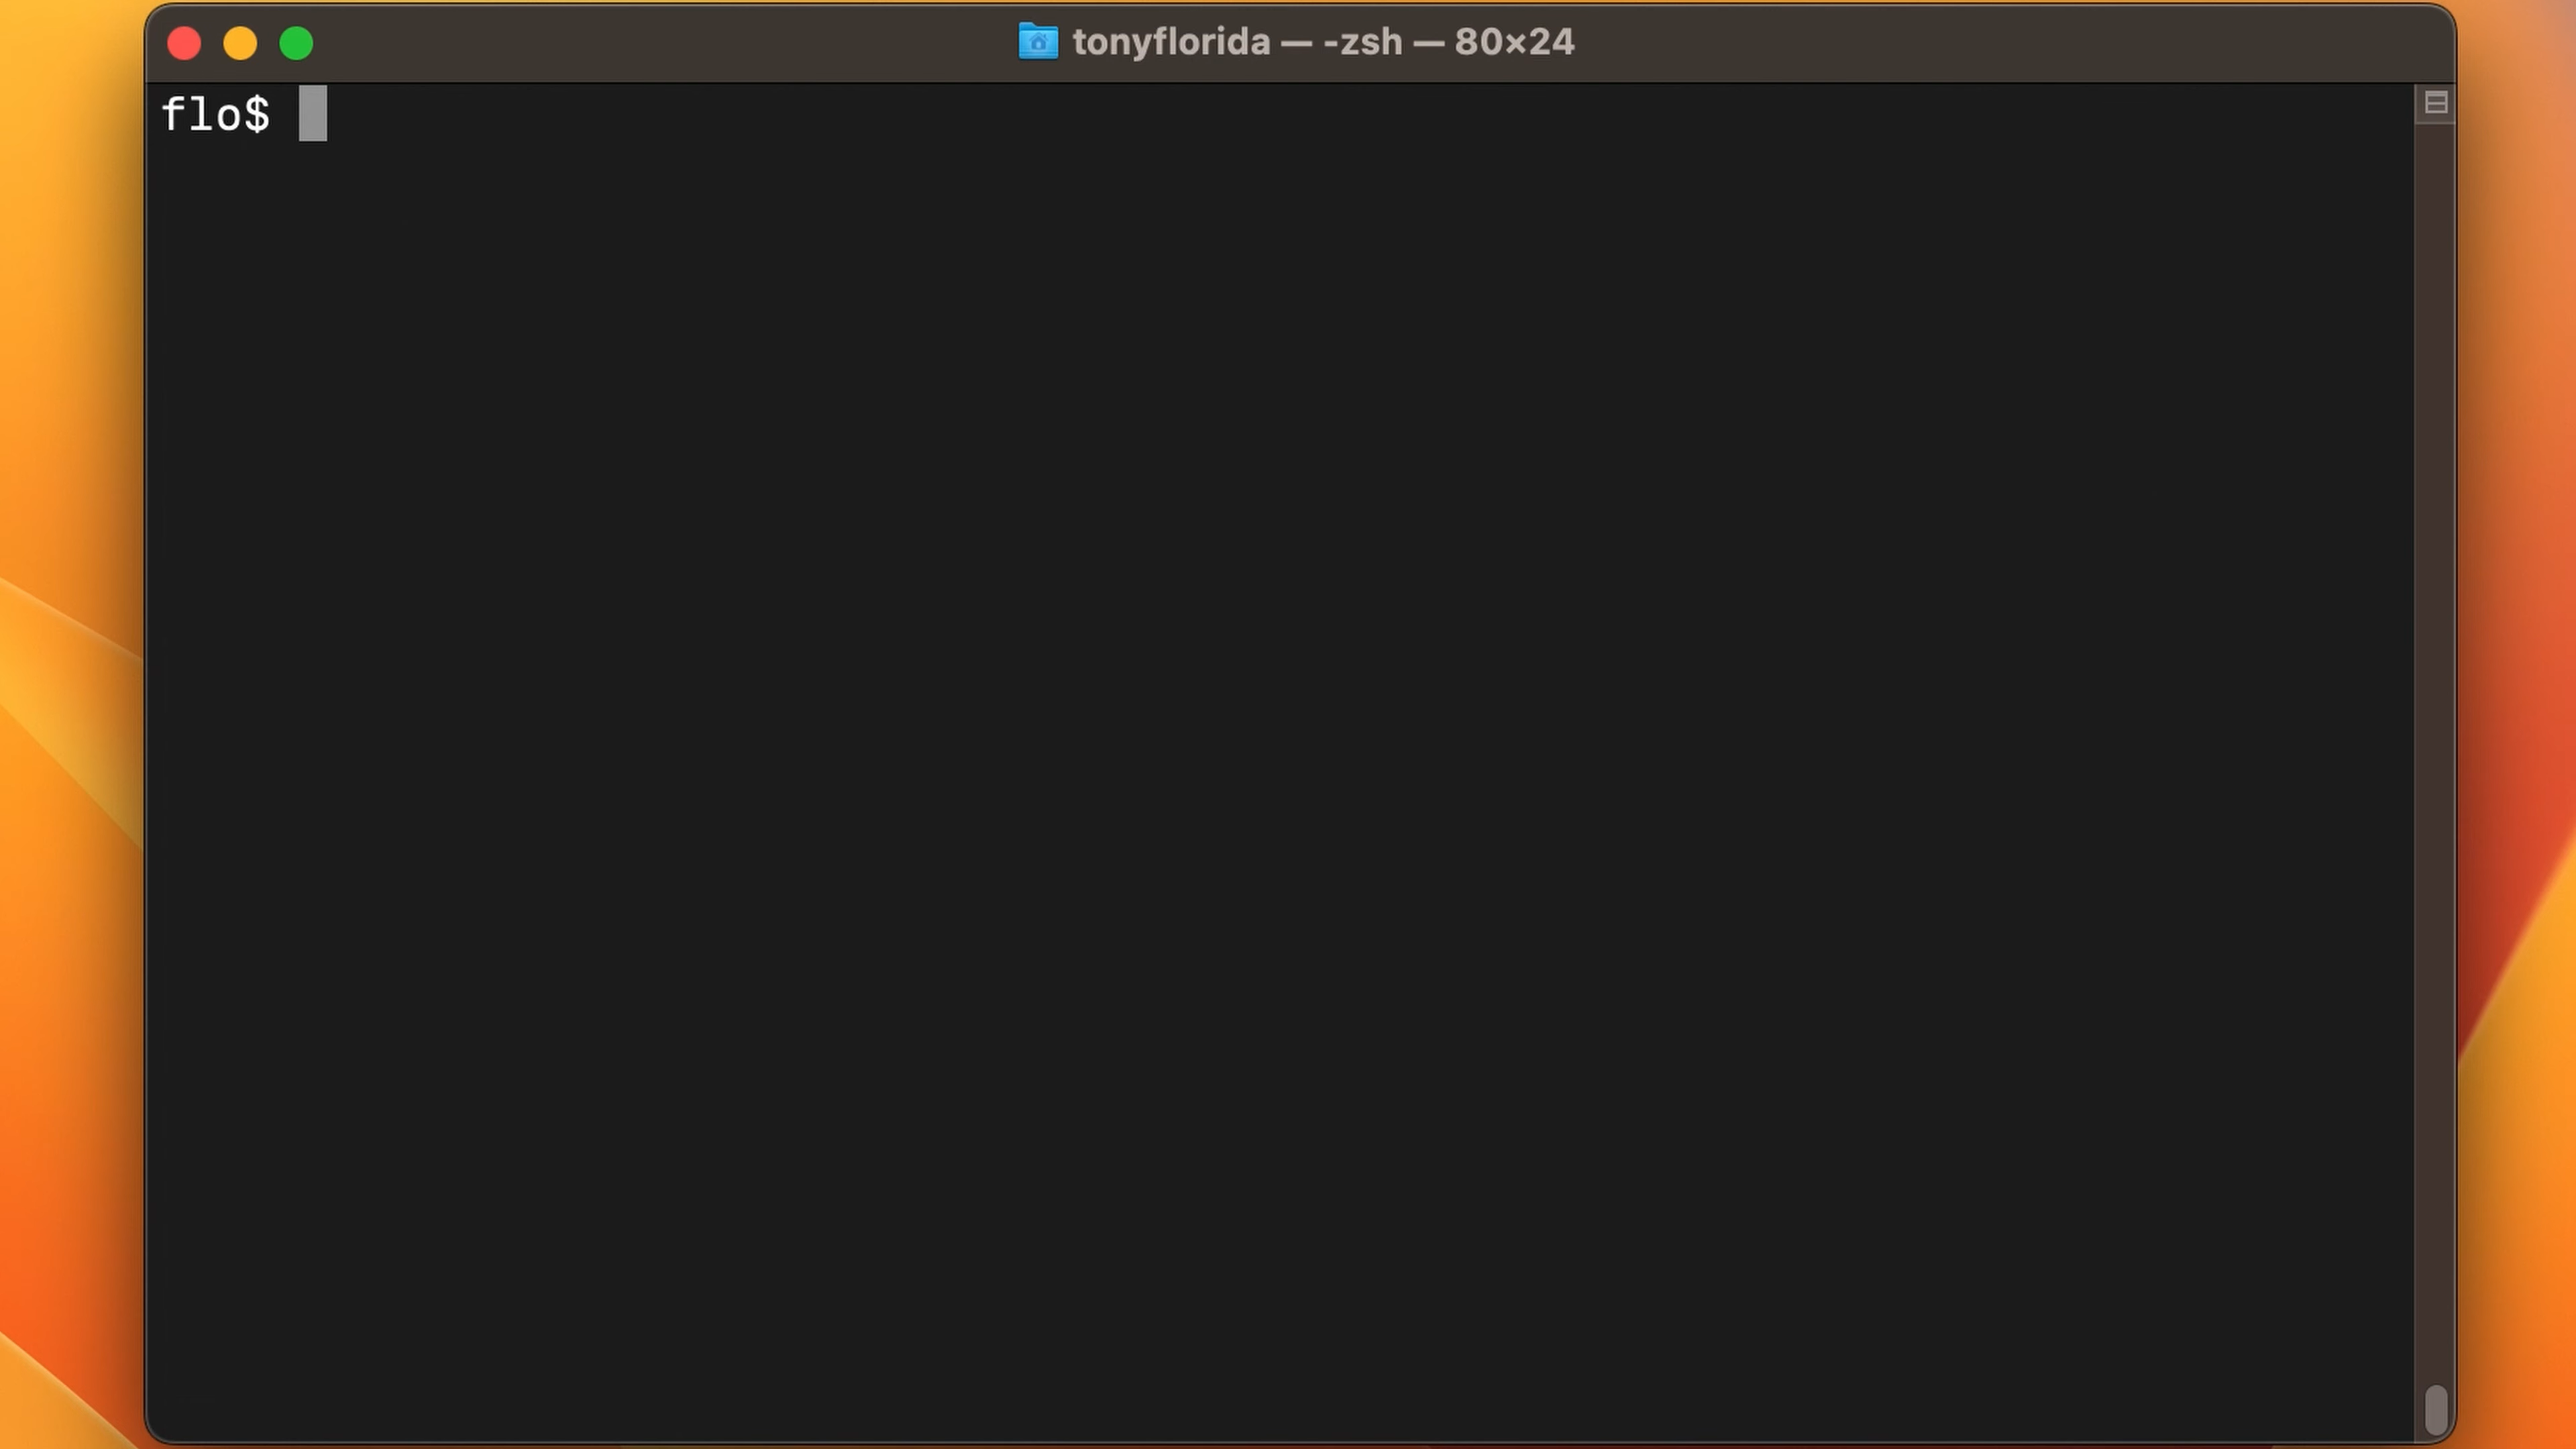 tonyflorida — -zsh — 80×24
flo$